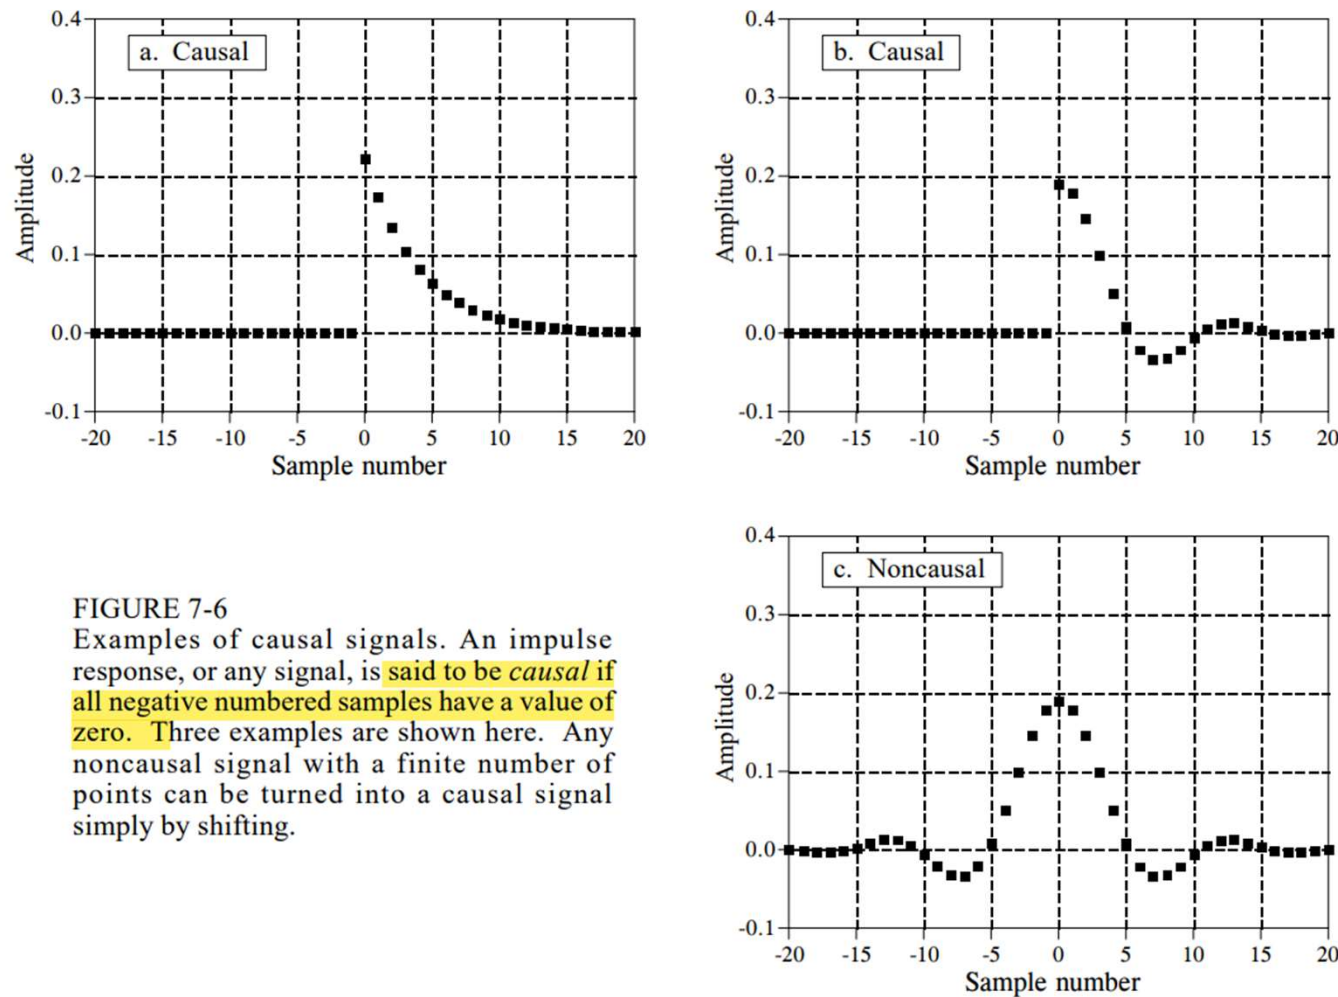 0.4
a. Causal
0.3
0.2
0.1
0.0
-0.1
Amplitude
-20 -15 -10 -5 0 5 10 15 20
Sample number
0.4
b. Causal
0.3
0.2
0.1
0.0
-0.1
Amplitude
-20 -15 -10 -5 0 5 10 15 20
Sample number
FIGURE 7-6
Examples of causal signals. An impulse
response, or any signal, is said to be causal if
all negative numbered samples have a value of
zero. Three examples are shown here. Any
noncausal signal with a finite number of
points can be turned into a causal signal
simply by shifting.
0.4
c. Noncausal
0.3
0.2
0.1
0.0
-0.1
Amplitude
-20 -15 -10 -5 0 5 10 15 20
Sample number